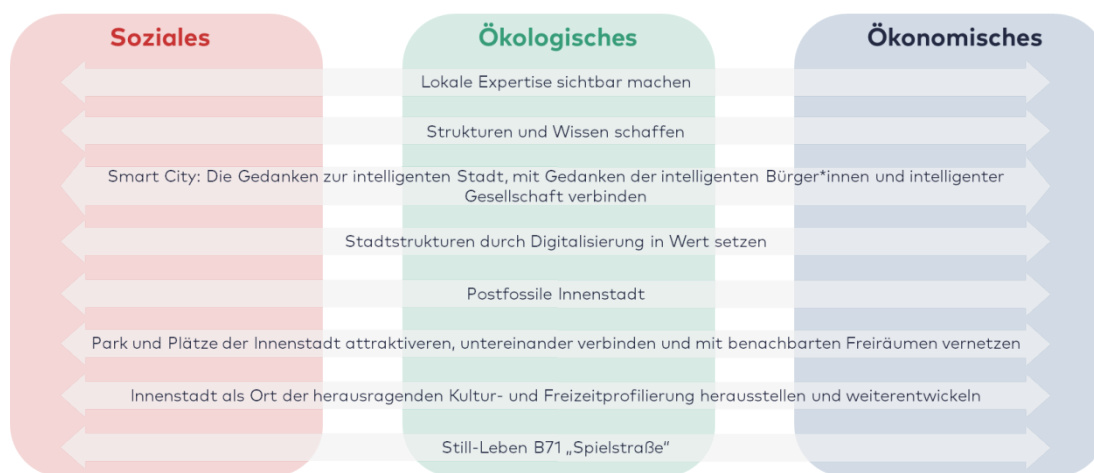 Soziales
Ökologisches
Ökonomisches
Lokale Expertise sichtbar machen
Strukturen und Wissen schaffen
Smart City: Die Gedanken zur intelligenten Stadt, mit Gedanken der intelligenten Bürger*innen und intelligenter
Gesellschaft verbinden
Stadtstrukturen durch Digitalisierung in Wert setzen
Postfossile Innenstadt
Park und Plätze der Innenstadt attraktiveren, untereinander verbinden und mit benachbarten Freiräumen vernetzen
Innenstadt als Ort der herausragenden Kultur- und Freizeitprofilierung herausstellen und weiterentwickeln
Still-Leben B71 „Spielstraße“